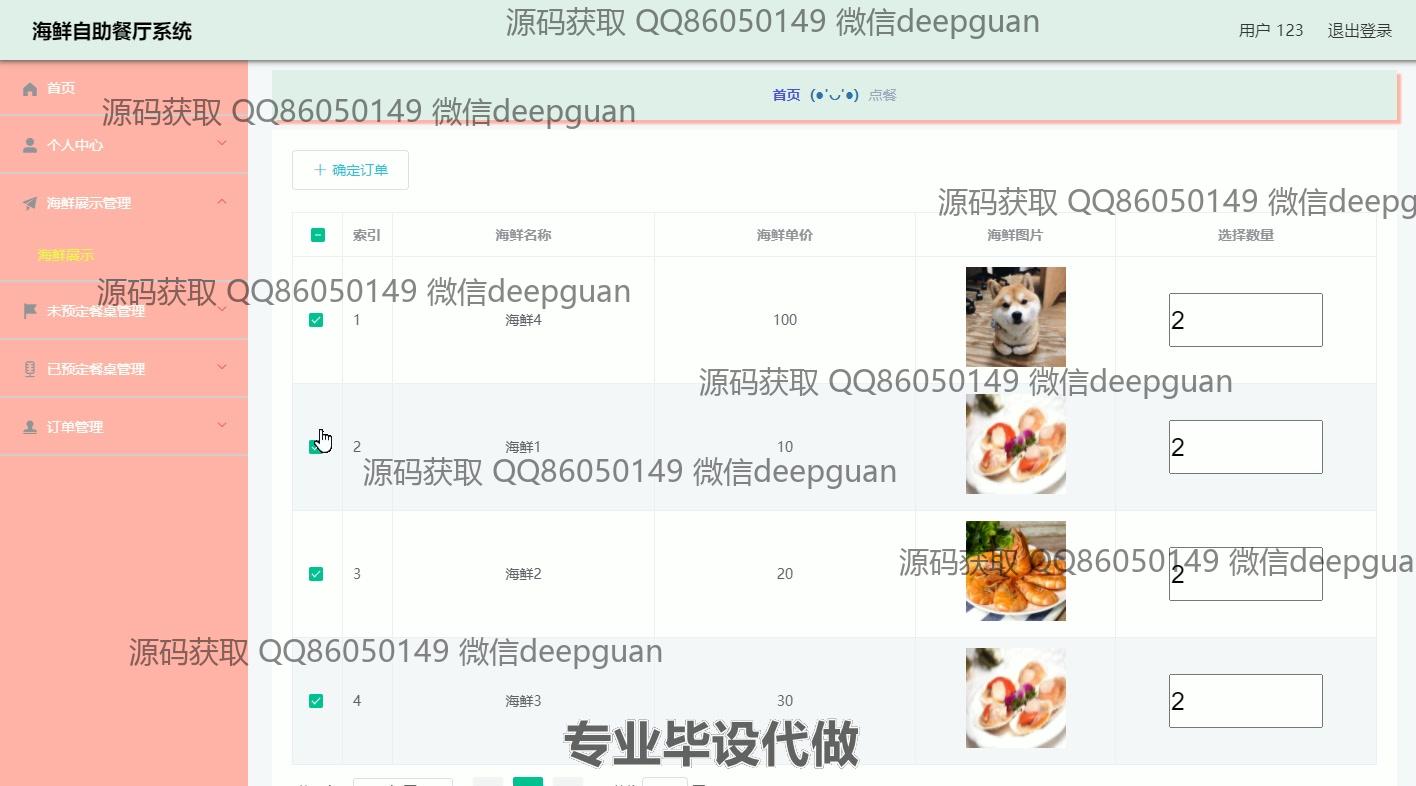 海鲜自助餐厅系统
源码获取 QQ86050149 微信deepguan
用户 123
退出登录
首页
首页 (●'◡'●) 点餐
源码获取 QQ86050149 微信deepguan
个人中心
+ 确定订单
海鲜展示管理
源码获取 QQ86050149 微信deepg
索引 海鲜名称 海鲜单价 海鲜图片 选择数量
海鲜展示
源码获取 QQ86050149 微信deepguan
未预定餐桌管理
1 海鲜4 100 2
已预定餐桌管理
源码获取 QQ86050149 微信deepguan
订单管理
2 海鲜1 10 2
源码获取 QQ86050149 微信deepguan
源码获取 QQ86050149 微信deepgua
3 海鲜2 20 2
源码获取 QQ86050149 微信deepguan
4 海鲜3 30 2
专业毕设代做